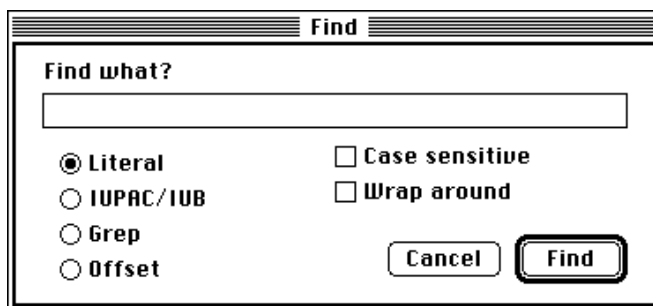 Find
Find what?
Literal
Case sensitive
IUPAC/IUB
Wrap around
Grep
Offset
Cancel
Find